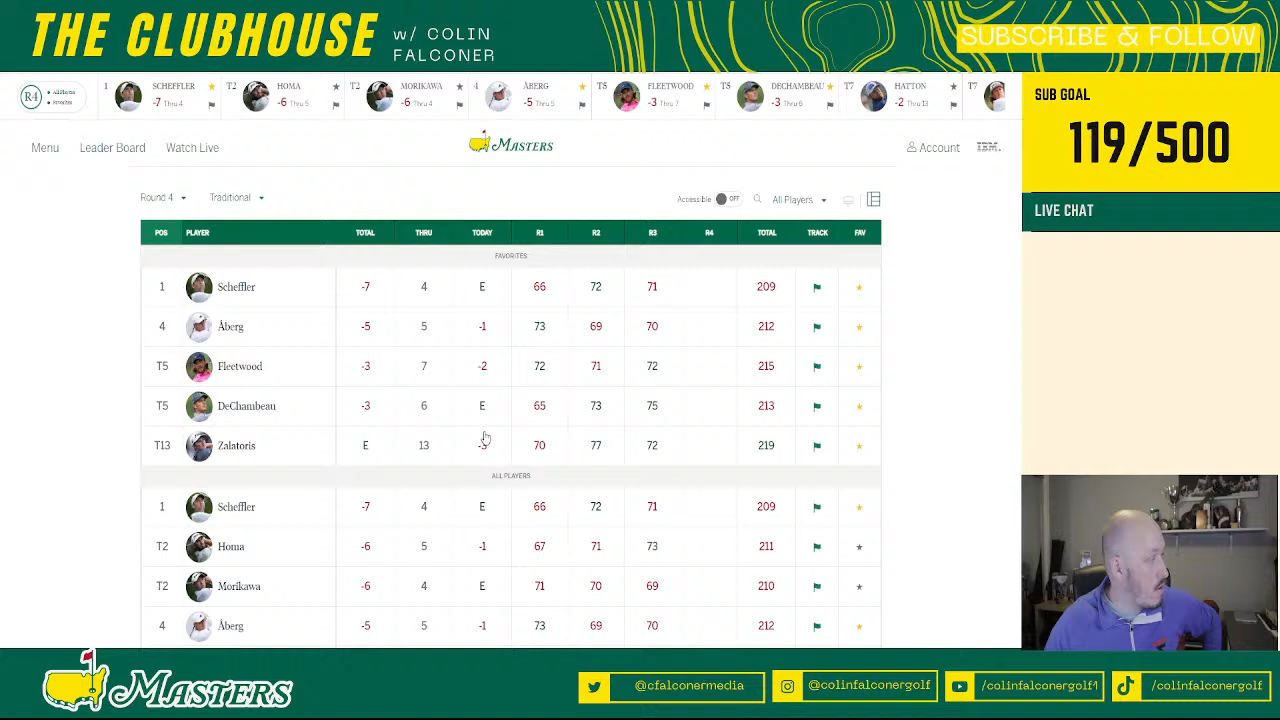 THE CLUBHOUSE
w/ COLIN
FALCONER
SUBSCRIBE & FOLLOW
R4
1 SCHEFFLER -7 Thru 4
T2 HOMA -6 Thru 5
T2 MORIKAWA -6 Thru 4
4 ÅBERG -5 Thru 5
T5 FLEETWOOD -3 Thru 7
T5 DECHAMBEAU -3 Thru 6
T7 HATTON -2 Thru 13
T7
SUB GOAL
119/500
LIVE CHAT
Menu Leader Board Watch Live
Masters
Account IBM
Round 4 Traditional
Accessible OFF All Players
POS PLAYER TOTAL THRU TODAY R1 R2 R3 R4 TOTAL TRACK FAV
FAVORITES
1 Scheffler -7 4 E 66 72 71 209
4 Åberg -5 5 -1 73 69 70 212
T5 Fleetwood -3 7 -2 72 71 72 215
T5 DeChambeau -3 6 E 65 73 75 213
T13 Zalatoris E 13 -3 70 77 72 219
ALL PLAYERS
1 Scheffler -7 4 E 66 72 71 209
T2 Homa -6 5 -1 67 71 73 211
T2 Morikawa -6 4 E 71 70 69 210
4 Åberg -5 5 -1 73 69 70 212
Masters
@cfalconermedia
@colinfalconergolf
/colinfalconergolf1
/colinfalconergolf